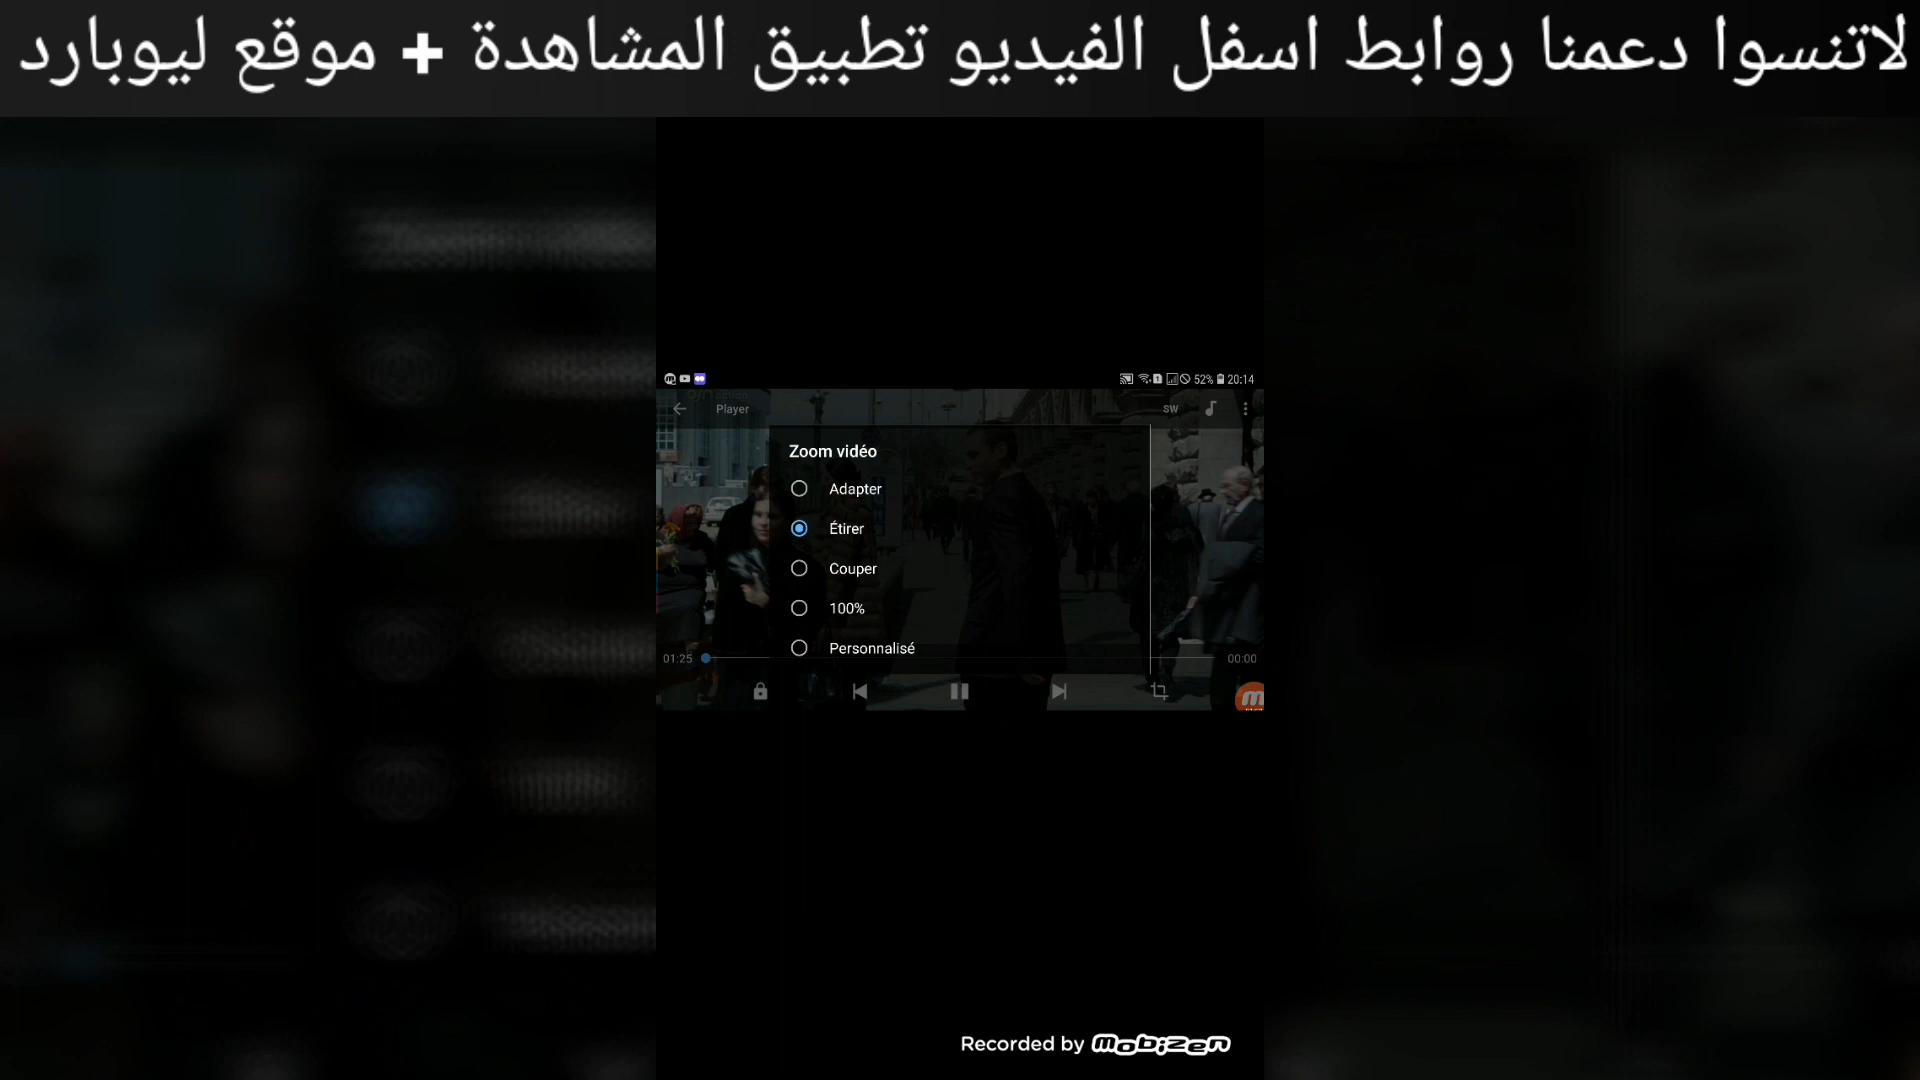 لاتنسوا دعمنا روابط اسفل الفيديو تطبيق المشاهدة + موقع ليوبارد
52% 20:14
Player
SW
Zoom vidéo
Adapter
Étirer
Couper
100%
Personnalisé
01:25
00:00
Recorded by Mobizen